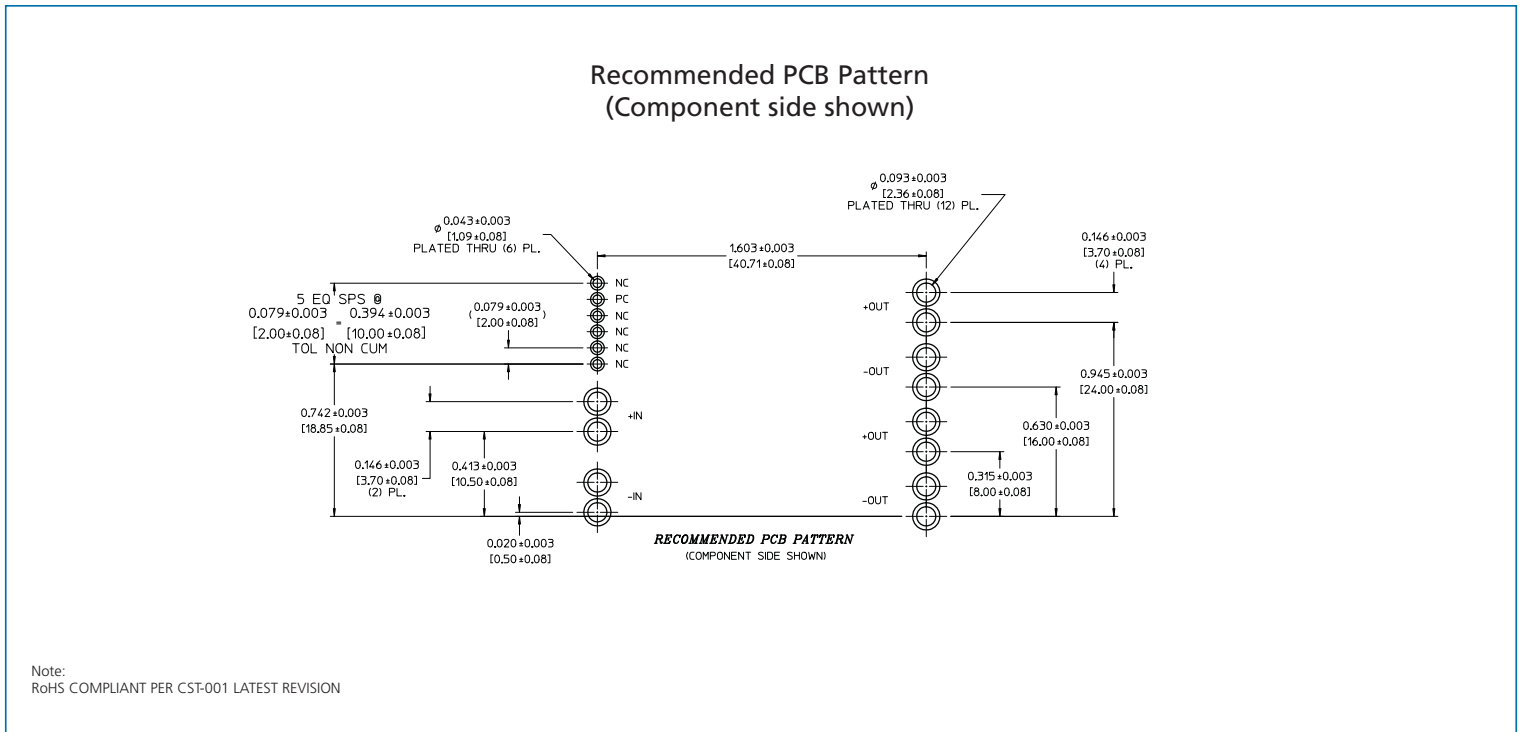 Recommended PCB Pattern
(Component side shown)
ø 0.093±0.003
[2.36±0.08]
PLATED THRU (12) PL.
ø 0.043±0.003
[1.09±0.08]
PLATED THRU (6) PL.
1.603±0.003
[40.71±0.08]
0.146±0.003
[3.70±0.08]
(4) PL.
NC
PC
NC
NC
NC
NC
5 EQ SPS @
0.079±0.003 = 0.394±0.003
[2.00±0.08] [10.00±0.08]
TOL NON CUM
(0.079±0.003)
[2.00±0.08]
+OUT
-OUT
+OUT
-OUT
0.945±0.003
[24.00±0.08]
0.742±0.003
[18.85±0.08]
+IN
-IN
0.630±0.003
[16.00±0.08]
0.146±0.003
[3.70±0.08]
(2) PL.
0.413±0.003
[10.50±0.08]
0.315±0.003
[8.00±0.08]
0.020±0.003
[0.50±0.08]
RECOMMENDED PCB PATTERN
(COMPONENT SIDE SHOWN)
Note:
RoHS COMPLIANT PER CST-001 LATEST REVISION